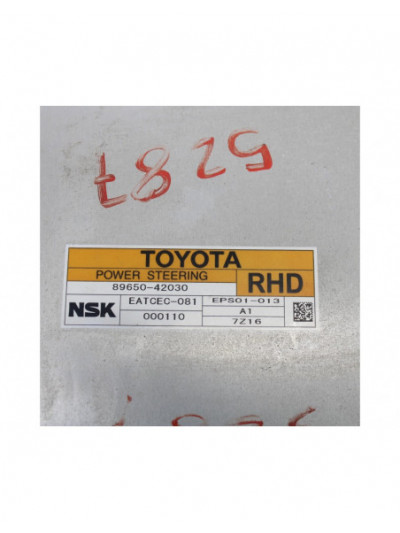 TOYOTA
POWER STEERING
RHD
89650-42030
NSK
EATCEC-081
EPS01-013
000110
A1
7Z16